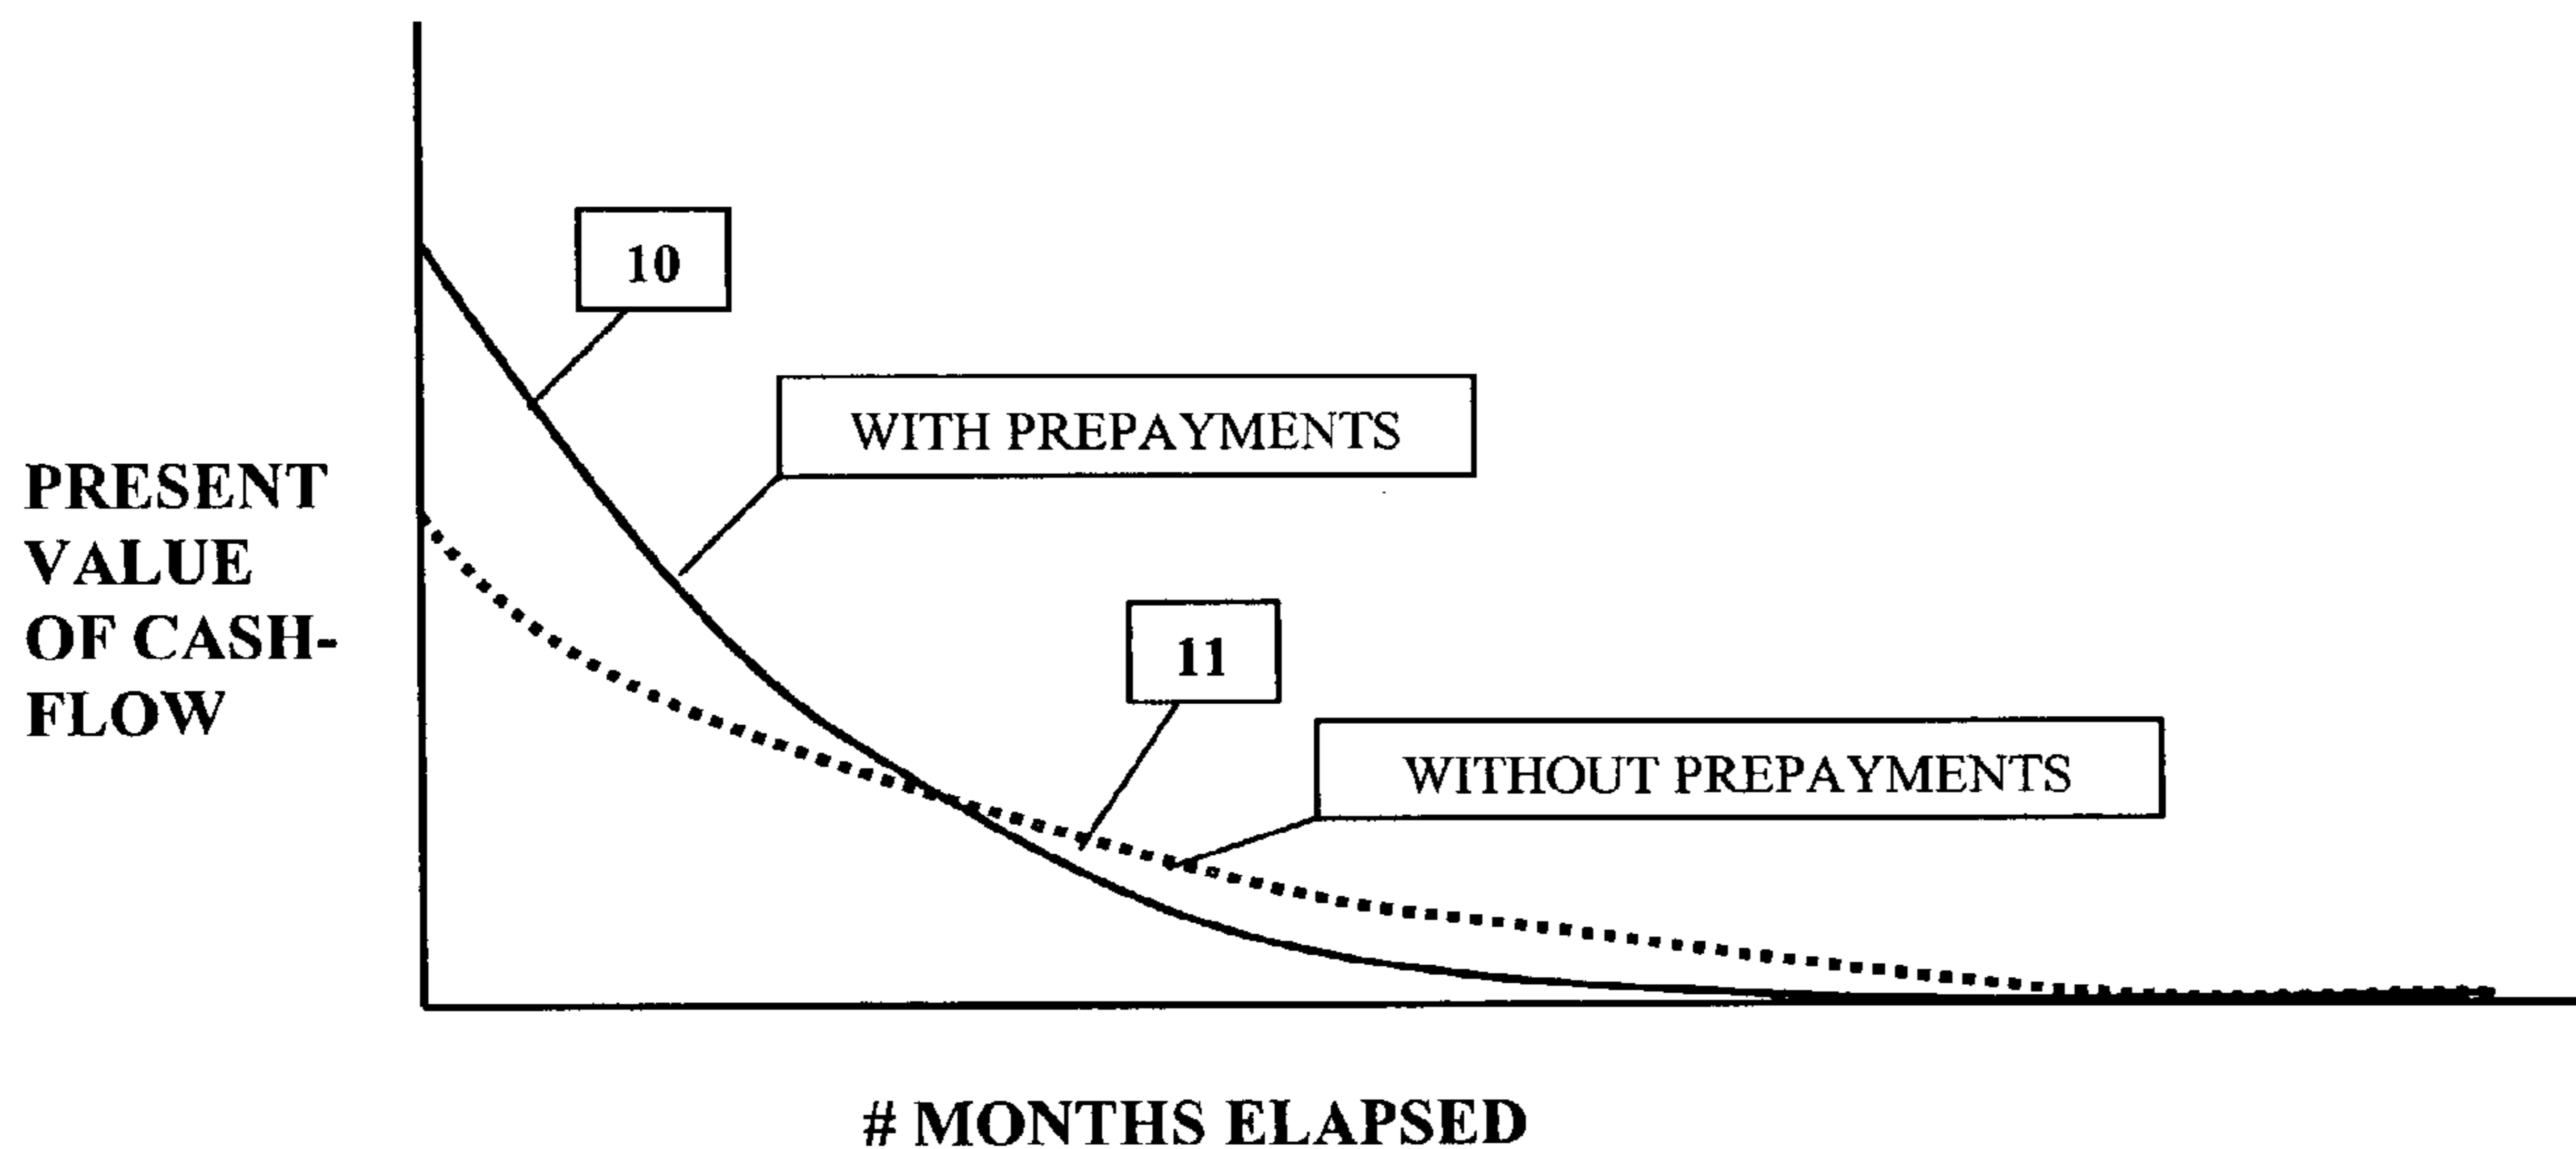 10
WITH PREPAYMENTS
PRESENT
VALUE
OF CASH-
FLOW
11
WITHOUT PREPAYMENTS
# MONTHS ELAPSED